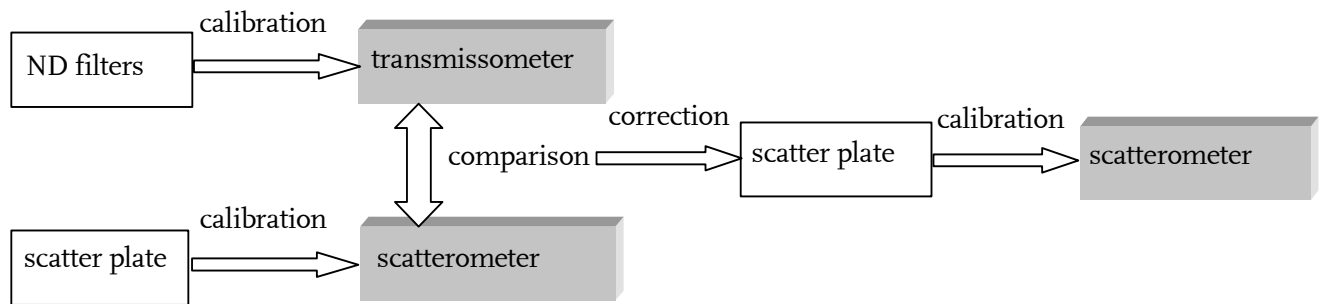 calibration
ND filters
transmissometer
correction
calibration
comparison
scatter plate
scatterometer
calibration
scatter plate
scatterometer